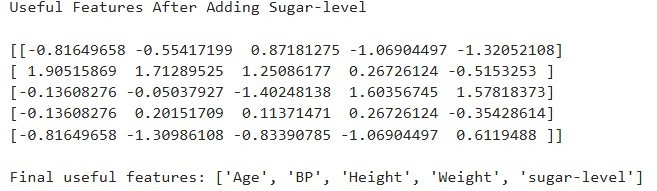 Useful Features After Adding Sugar-level
[[-0.81649658 -0.55417199  0.87181275 -1.06904497 -1.32052108]
[ 1.90515869  1.71289525  1.25086177  0.26726124 -0.5153253 ]
[-0.13608276 -0.05037927 -1.40248138  1.60356745  1.57818373]
[-0.13608276  0.20151709  0.11371471  0.26726124 -0.35428614]
[-0.81649658 -1.30986108 -0.83390785 -1.06904497  0.6119488 ]]
Final useful features: ['Age', 'BP', 'Height', 'Weight', 'sugar-level']